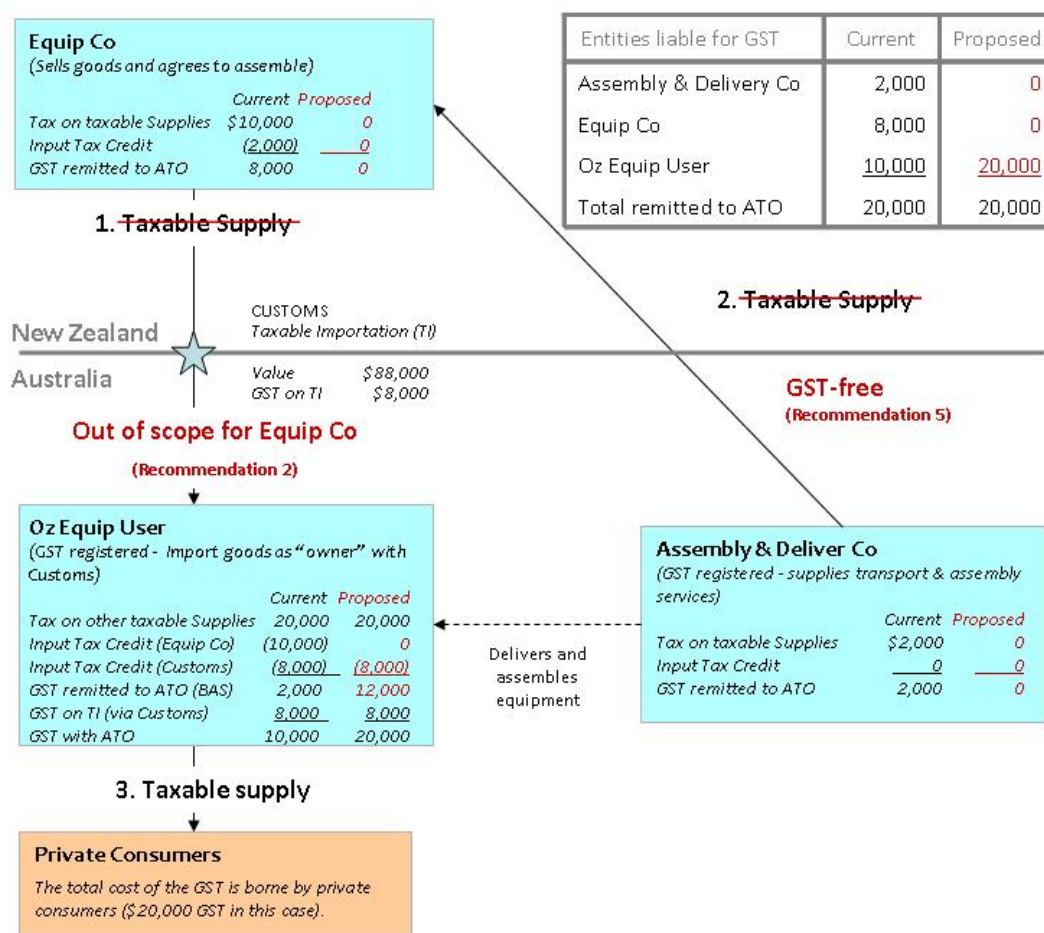 Equip Co
(Sells goods and agrees to assemble)
Current Proposed
Tax on taxable Supplies $10,000 0
Input Tax Credit (2,000) 0
GST remitted to ATO 8,000 0
Entities liable for GST Current Proposed
Assembly & Delivery Co 2,000 0
Equip Co 8,000 0
Oz Equip User 10,000 20,000
Total remitted to ATO 20,000 20,000
1. Taxable Supply
2. Taxable Supply
CUSTOMS
Taxable Importation (TI)
New Zealand
Australia
Value $88,000
GST on TI $8,000
GST-free
(Recommendation 5)
Out of scope for Equip Co
(Recommendation 2)
Oz Equip User
(GST registered - Import goods as "owner" with
Customs)
Current Proposed
Tax on other taxable Supplies 20,000 20,000
Input Tax Credit (Equip Co) (10,000) 0
Input Tax Credit (Customs) (8,000) (8,000)
GST remitted to ATO (BAS) 2,000 12,000
GST on TI (via Customs) 8,000 8,000
GST with ATO 10,000 20,000
Delivers and
assembles
equipment
Assembly & Deliver Co
(GST registered - supplies transport & assembly
services)
Current Proposed
Tax on taxable Supplies $2,000 0
Input Tax Credit 0 0
GST remitted to ATO 2,000 0
3. Taxable supply
Private Consumers
The total cost of the GST is borne by private
consumers ($20,000 GST in this case).